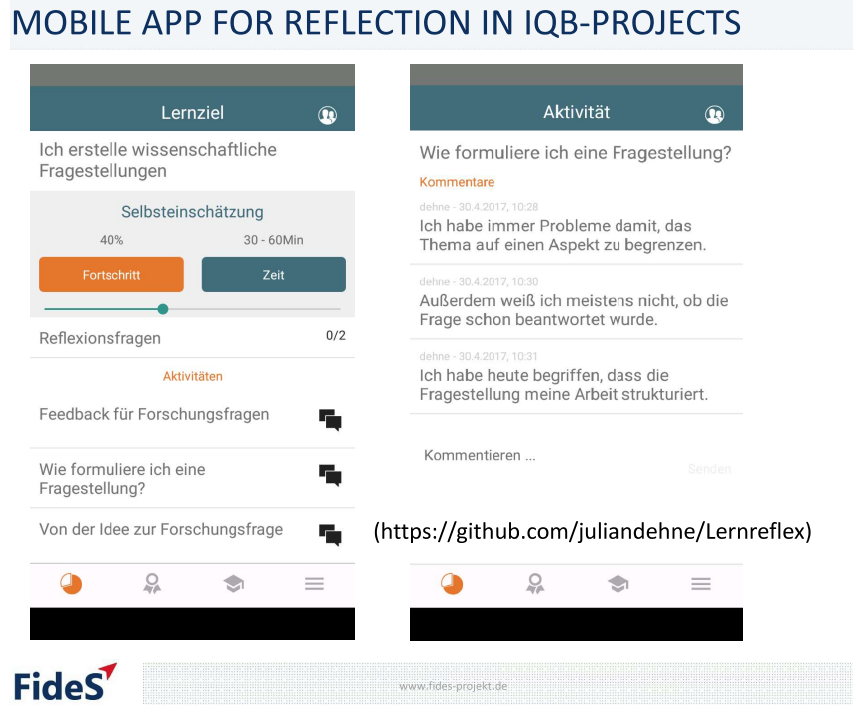 MOBILE APP FOR REFLECTION IN IQB-PROJECTS
Lernziel
Ich erstelle wissenschaftliche
Fragestellungen
Selbsteinschätzung
40%
30 - 60Min
Fortschritt
Zeit
Reflexionsfragen
0/2
Aktivitäten
Feedback für Forschungsfragen
Wie formuliere ich eine
Fragestellung?
Von der Idee zur Forschungsfrage
Aktivität
Wie formuliere ich eine Fragestellung?
Kommentare
dehne - 30.4.2017, 10:28
Ich habe immer Probleme damit, das
Thema auf einen Aspekt zu begrenzen.
dehne - 30.4.2017, 10:30
Außerdem weiß ich meistens nicht, ob die
Frage schon beantwortet wurde.
dehne - 30.4.2017, 10:31
Ich habe heute begriffen, dass die
Fragestellung meine Arbeit strukturiert.
Kommentieren ...
Senden
(https://github.com/juliandehne/Lernreflex)
FideS
www.fides-projekt.de